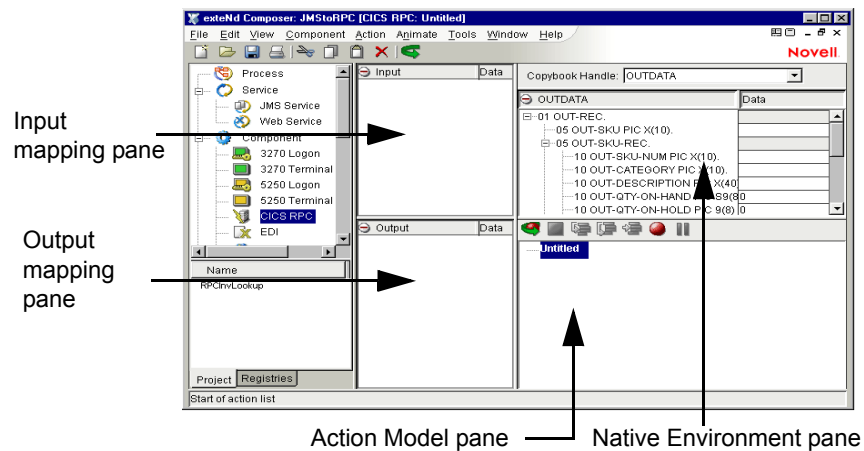 exteNd Composer: JMStoRPC [CICS RPC: Untitled]
File Edit View Component Action Animate Tools Window Help
Novell
Process
Service
JMS Service
Web Service
Component
3270 Logon
3270 Terminal
5250 Logon
5250 Terminal
CICS RPC
EDI
Name
RPCInvLookup
Project Registries
Start of action list
Input Data
Output Data
Copybook Handle: OUTDATA
OUTDATA Data
01 OUT-REC.
05 OUT-SKU PIC X(10).
05 OUT-SKU-REC.
10 OUT-SKU-NUM PIC X(10).
10 OUT-CATEGORY PIC X(10).
10 OUT-DESCRIPTION X(40)
10 OUT-QTY-ON-HAND S9(8 0
10 OUT-QTY-ON-HOLD PIC 9(8) 0
Untitled
Input
mapping pane
Output
mapping
pane
Action Model pane
Native Environment pane